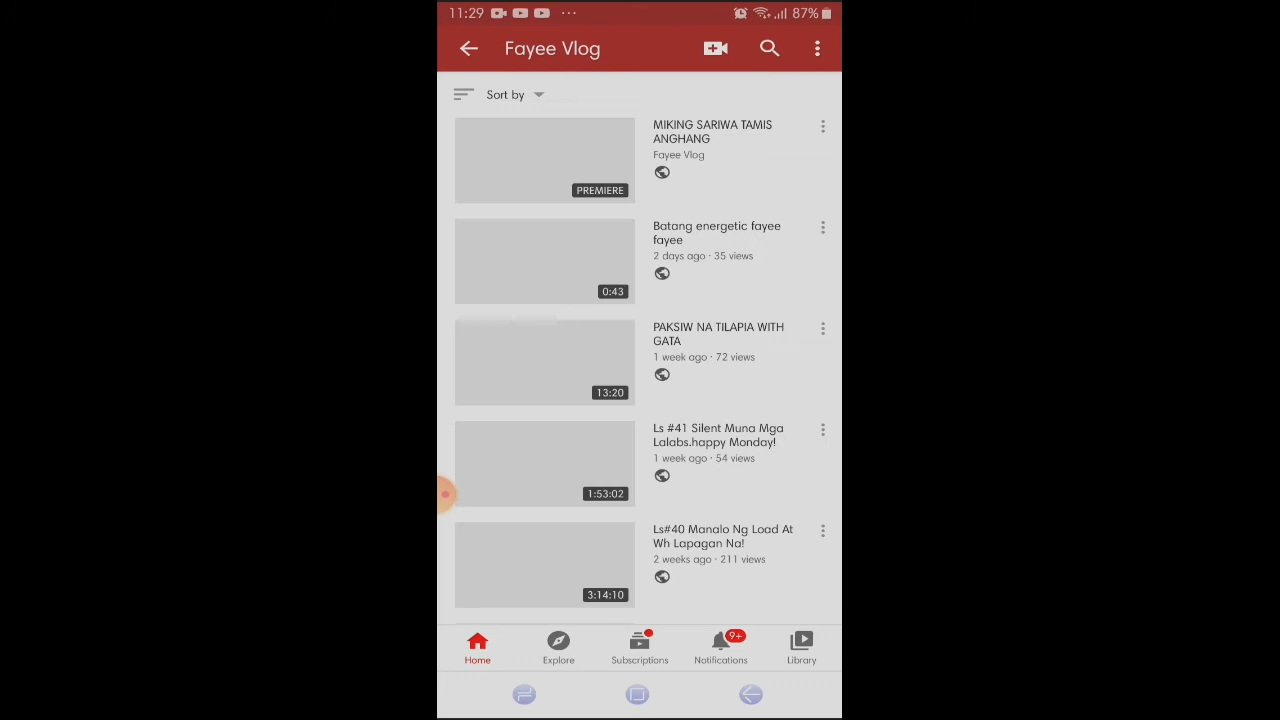 11:29
87%
Fayee Vlog
Sort by
MIKING SARIWA TAMIS
ANGHANG
Fayee Vlog
PREMIERE
Batang energetic fayee
fayee
2 days ago · 35 views
0:43
PAKSIW NA TILAPIA WITH
GATA
1 week ago · 72 views
13:20
Ls #41 Silent Muna Mga
Lalabs.happy Monday!
1 week ago · 54 views
1:53:02
Ls#40 Manalo Ng Load At
Wh Lapagan Na!
2 weeks ago · 211 views
3:14:10
9+
Home Explore Subscriptions Notifications Library